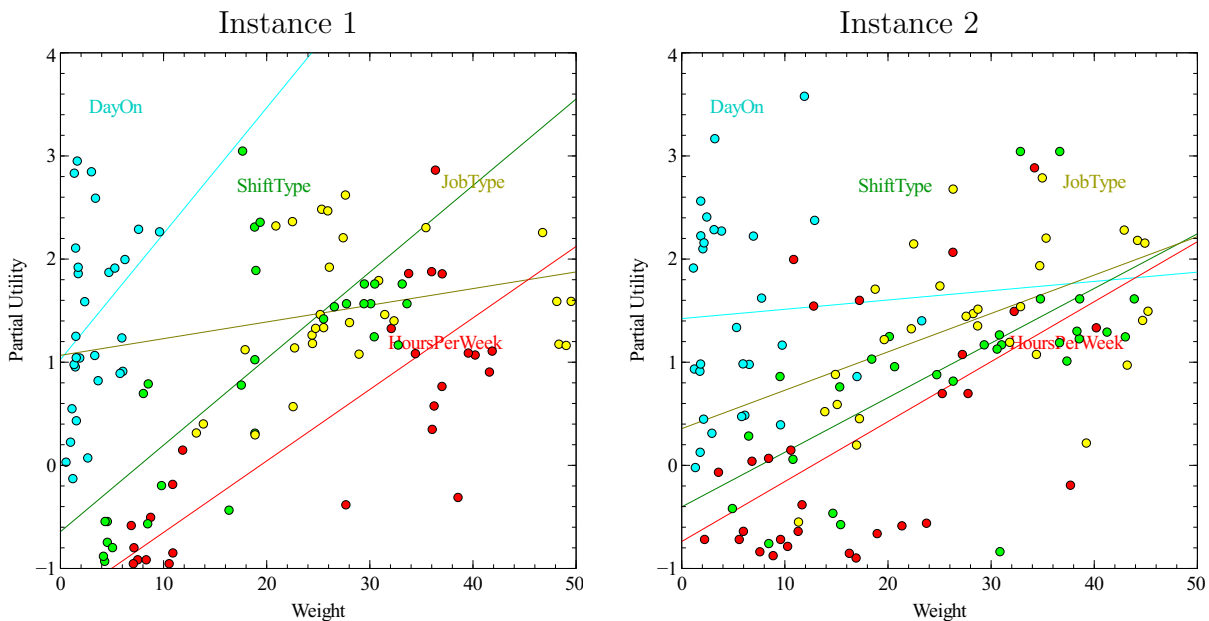 Instance 1
4
3
2
1
0
−1
Partial Utility
DayOn
ShiftType
JobType
HoursPerWeek
0
10
20
30
40
50
Weight
Instance 2
4
3
2
1
0
−1
Partial Utility
DayOn
ShiftType
JobType
HoursPerWeek
0
10
20
30
40
50
Weight